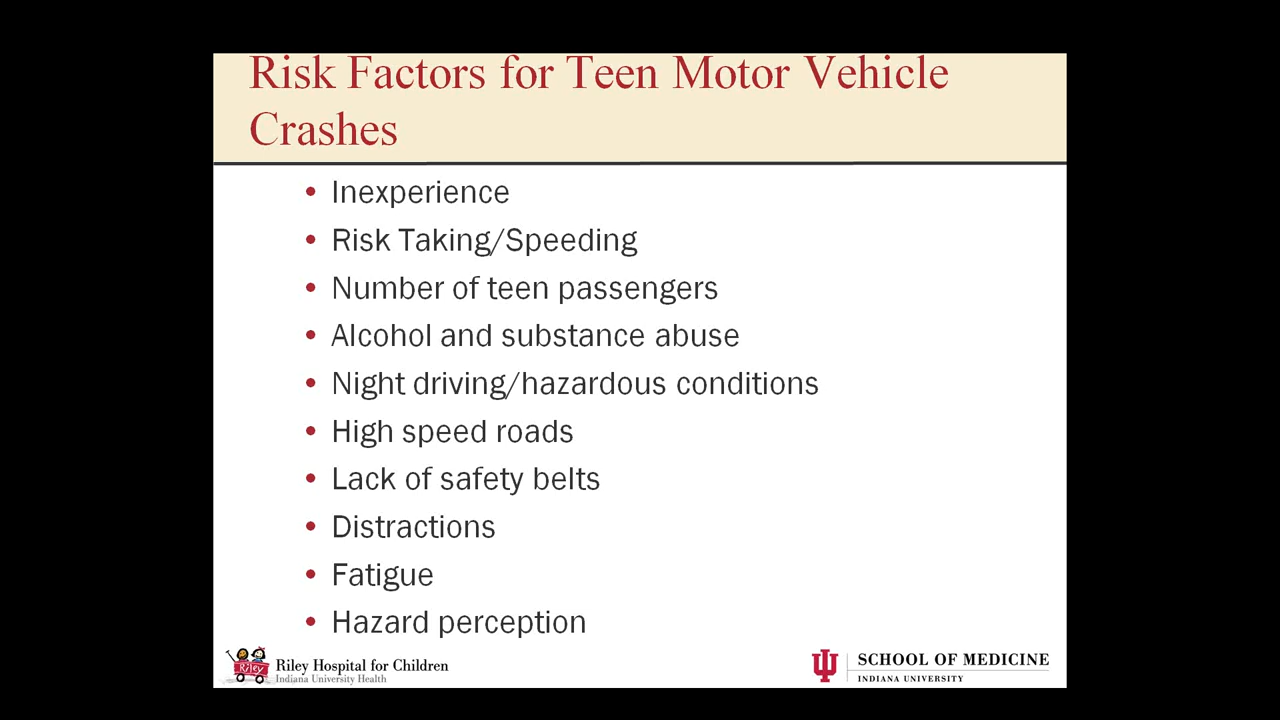 Risk Factors for Teen Motor Vehicle
Crashes
• Inexperience
• Risk Taking/Speeding
• Number of teen passengers
• Alcohol and substance abuse
• Night driving/hazardous conditions
• High speed roads
• Lack of safety belts
• Distractions
• Fatigue
• Hazard perception
Riley
Riley Hospital for Children
Indiana University Health
SCHOOL OF MEDICINE
INDIANA UNIVERSITY